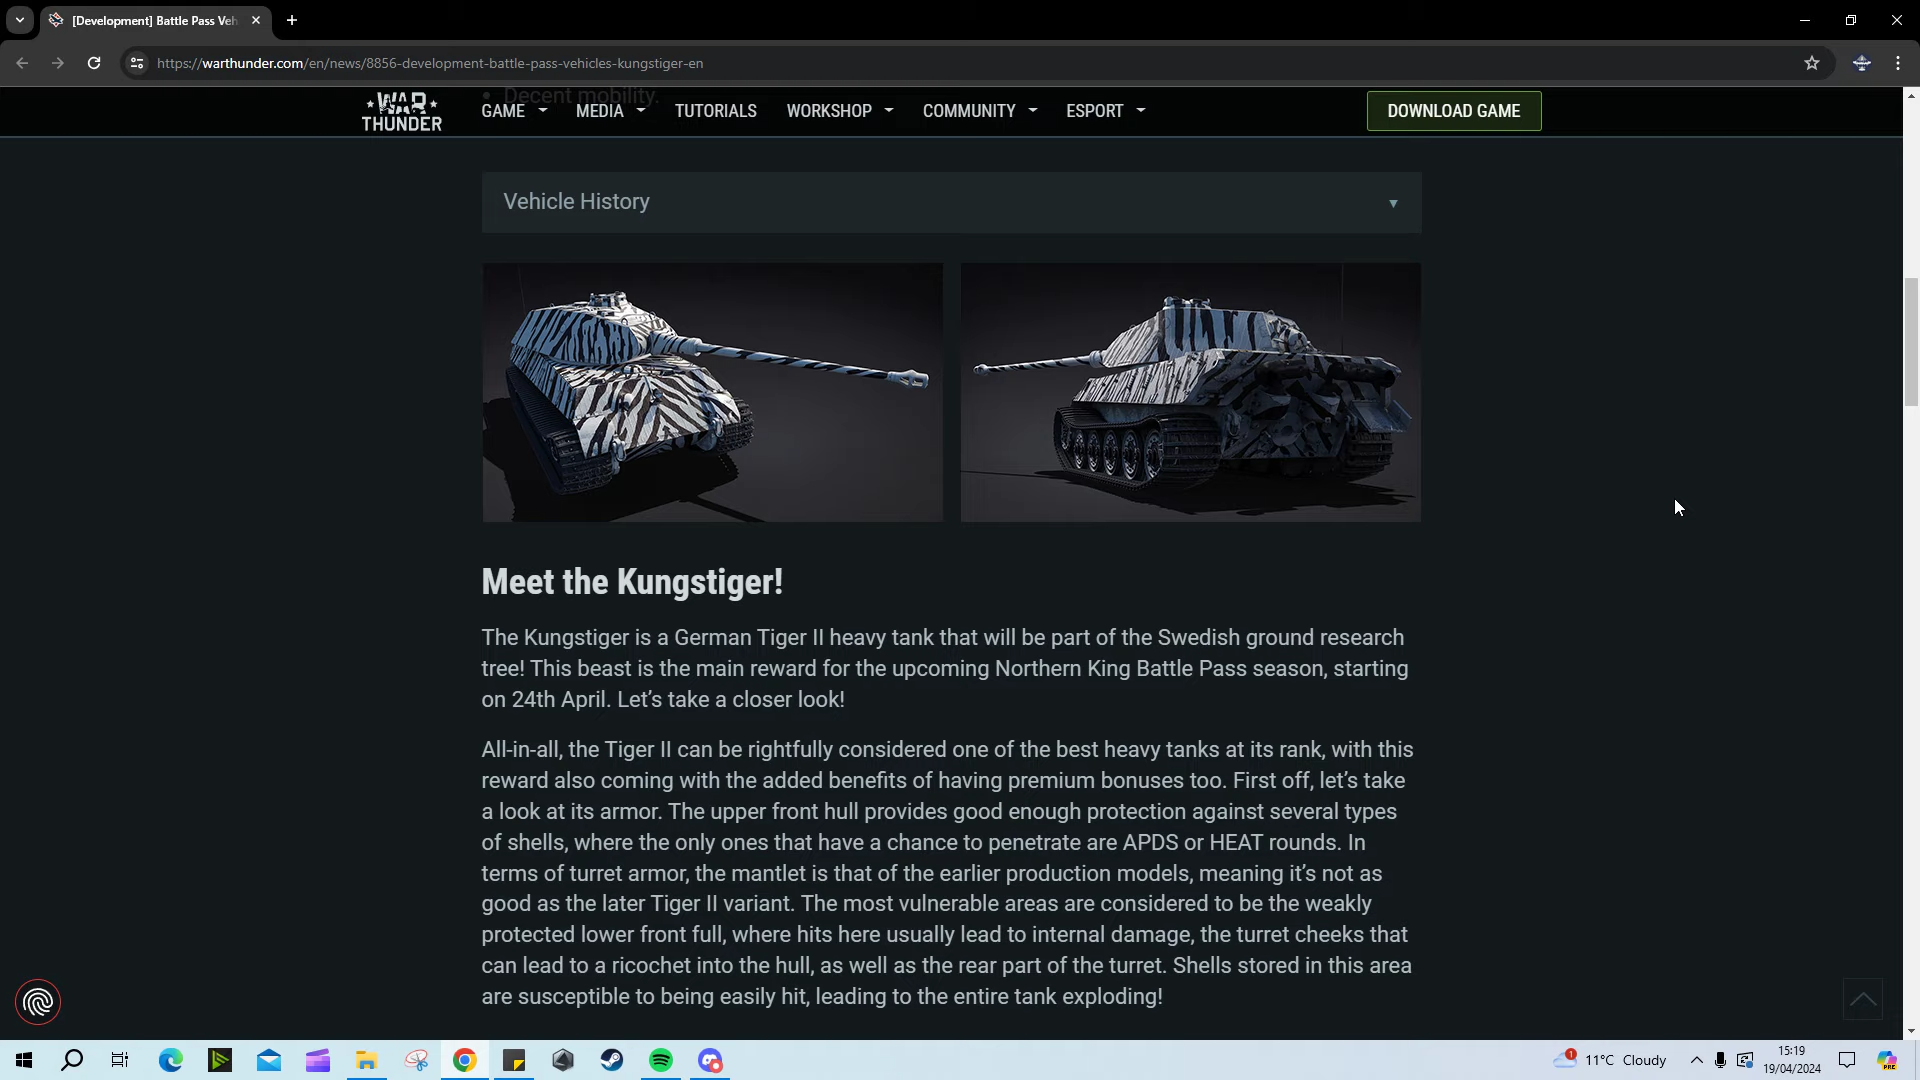 [Development] Battle Pass Veh
https://warthunder.com/en/news/8856-development-battle-pass-vehicles-kungstiger-en
Decent mobility.
WAR THUNDER
GAME
MEDIA
TUTORIALS
WORKSHOP
COMMUNITY
ESPORT
DOWNLOAD GAME
Vehicle History
Meet the Kungstiger!
The Kungstiger is a German Tiger II heavy tank that will be part of the Swedish ground research
tree! This beast is the main reward for the upcoming Northern King Battle Pass season, starting
on 24th April. Let’s take a closer look!
All-in-all, the Tiger II can be rightfully considered one of the best heavy tanks at its rank, with this
reward also coming with the added benefits of having premium bonuses too. First off, let’s take
a look at its armor. The upper front hull provides good enough protection against several types
of shells, where the only ones that have a chance to penetrate are APDS or HEAT rounds. In
terms of turret armor, the mantlet is that of the earlier production models, meaning it’s not as
good as the later Tiger II variant. The most vulnerable areas are considered to be the weakly
protected lower front full, where hits here usually lead to internal damage, the turret cheeks that
can lead to a ricochet into the hull, as well as the rear part of the turret. Shells stored in this area
are susceptible to being easily hit, leading to the entire tank exploding!
1
11°C Cloudy
15:19
19/04/2024
PRE